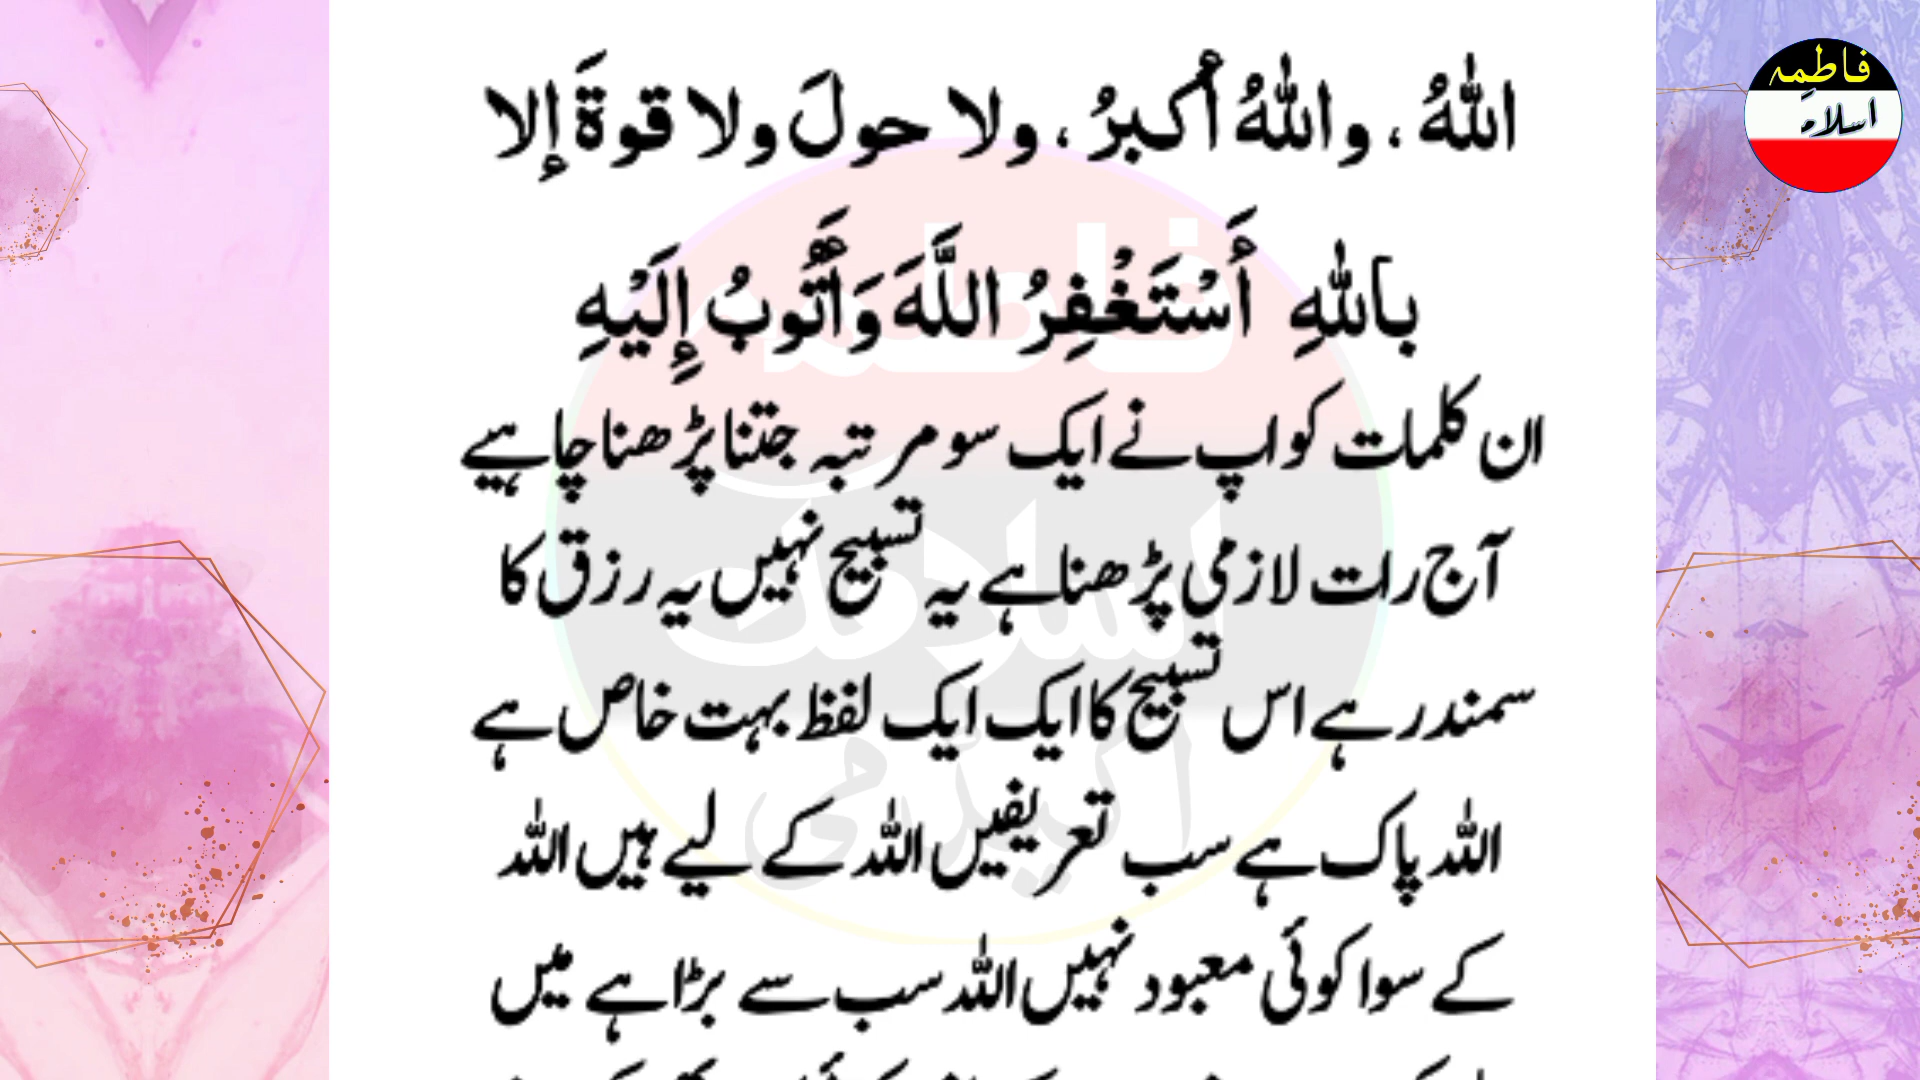 اللهُ ، واللهُ أكبرُ ، ولا حولَ ولا قوةَ إلا
باللهِ أَسْتَغْفِرُ اللَّهَ وَأَتُوبُ إِلَيْهِ
ان کلمات کو اپ نے ایک سو مرتبہ جتنا پڑھنا چاہیے
آج رات لازمی پڑھنا ہے یہ تسبیح نہیں یہ رزق کا
سمندر ہے اس تسبیح کا ایک ایک لفظ بہت خاص ہے
اللہ پاک ہے سب تعریفیں اللہ کے لیے ہیں اللہ
کے سوا کوئی معبود نہیں اللہ سب سے بڑا ہے میں
فاطمہ
اسلامک
اکیڈمی
فاطمہ